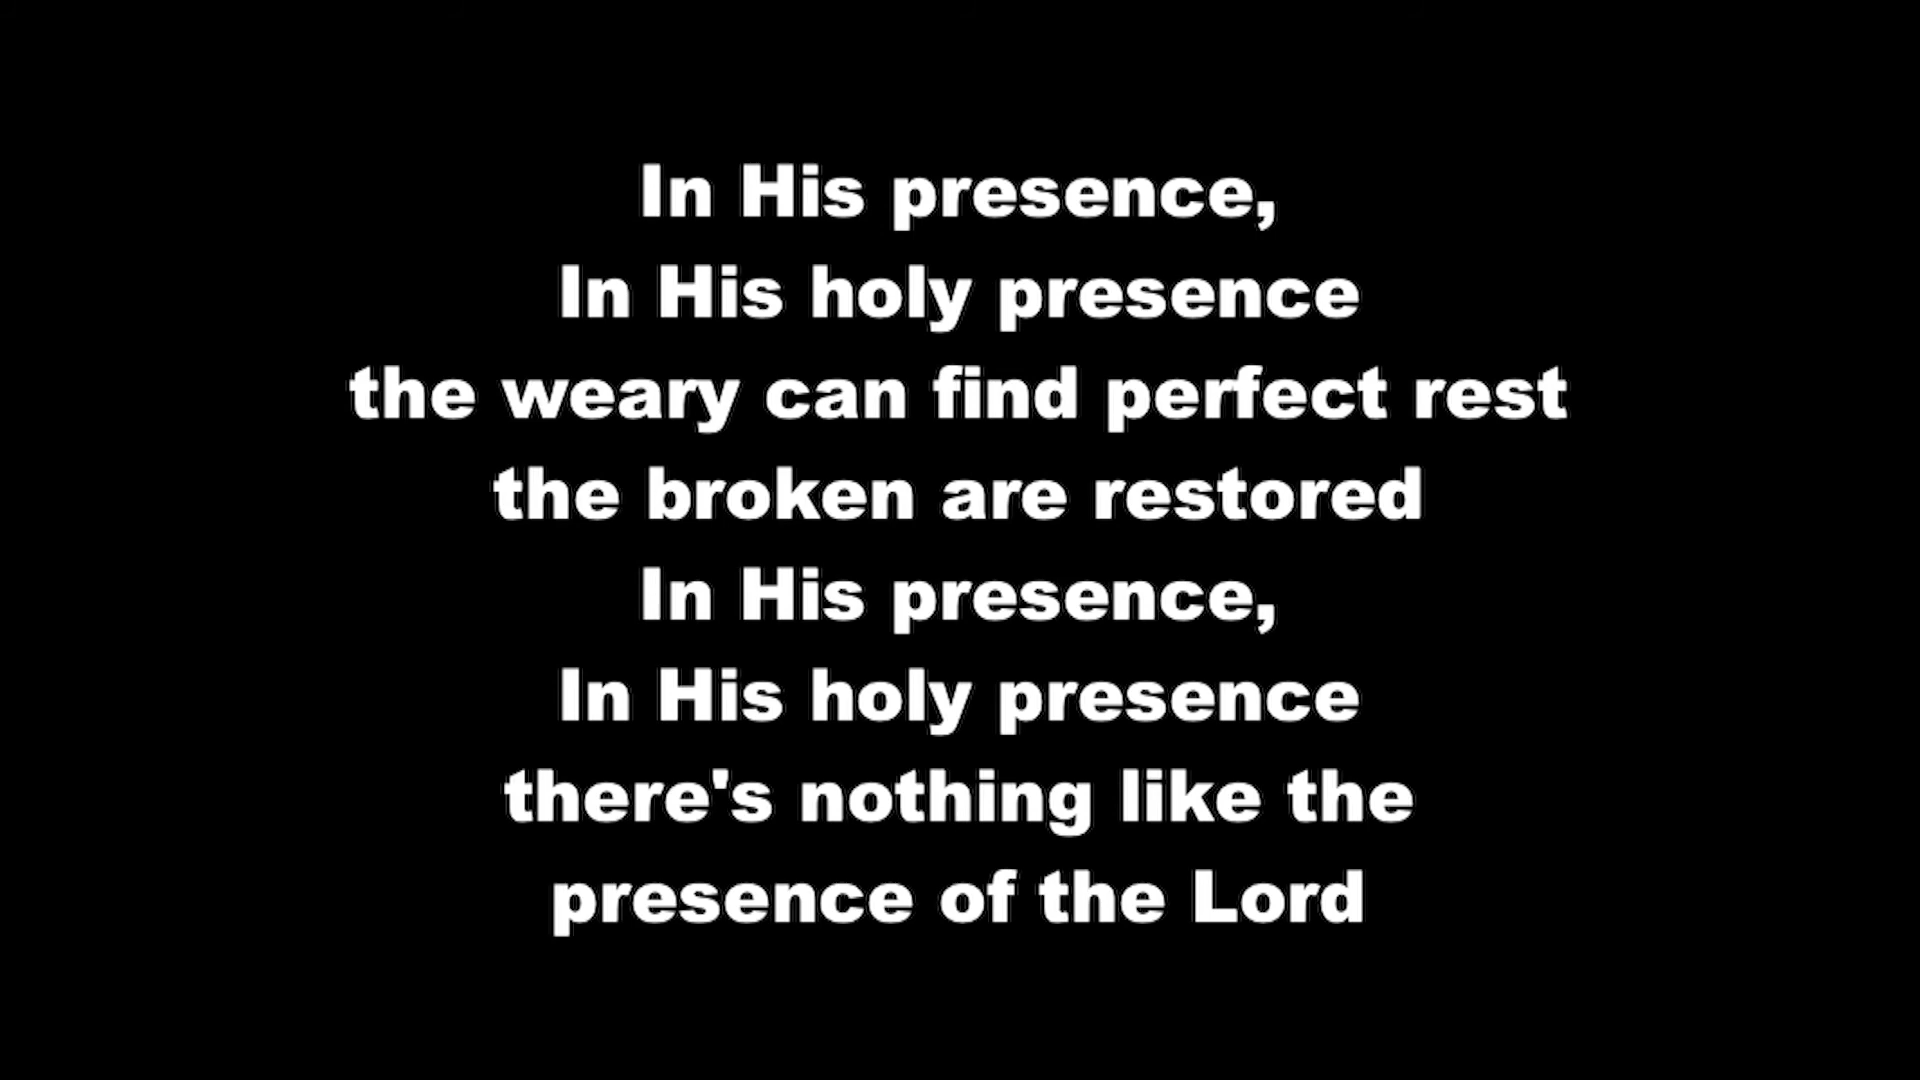 In His presence,
In His holy presence
the weary can find perfect rest
the broken are restored
In His presence,
In His holy presence
there's nothing like the
presence of the Lord